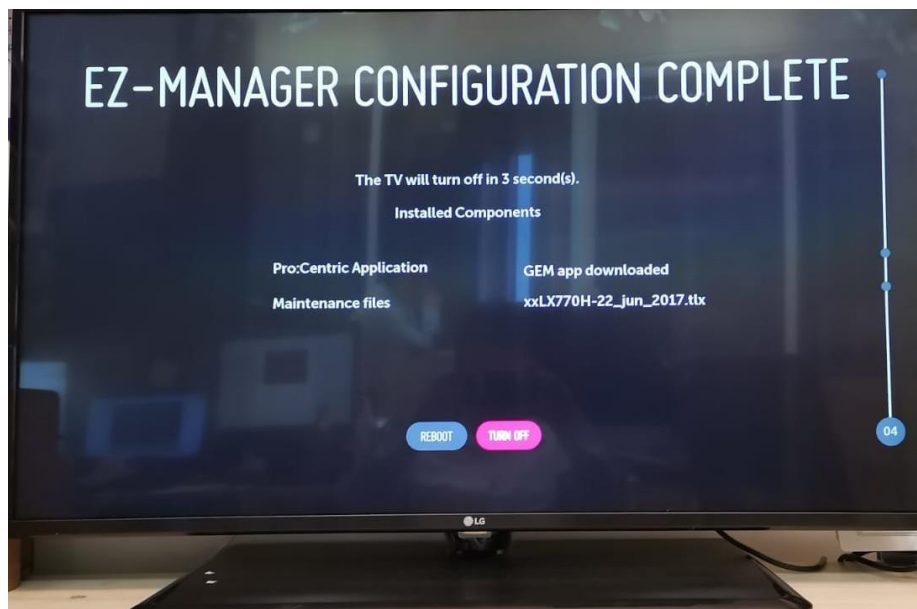 EZ-MANAGER CONFIGURATION COMPLETE
The TV will turn off in 3 second(s).
Installed Components
Pro:Centric Application GEM app downloaded
Maintenance files xxLX770H-22_jun_2017.tlx
REBOOT TURN OFF
04
LG